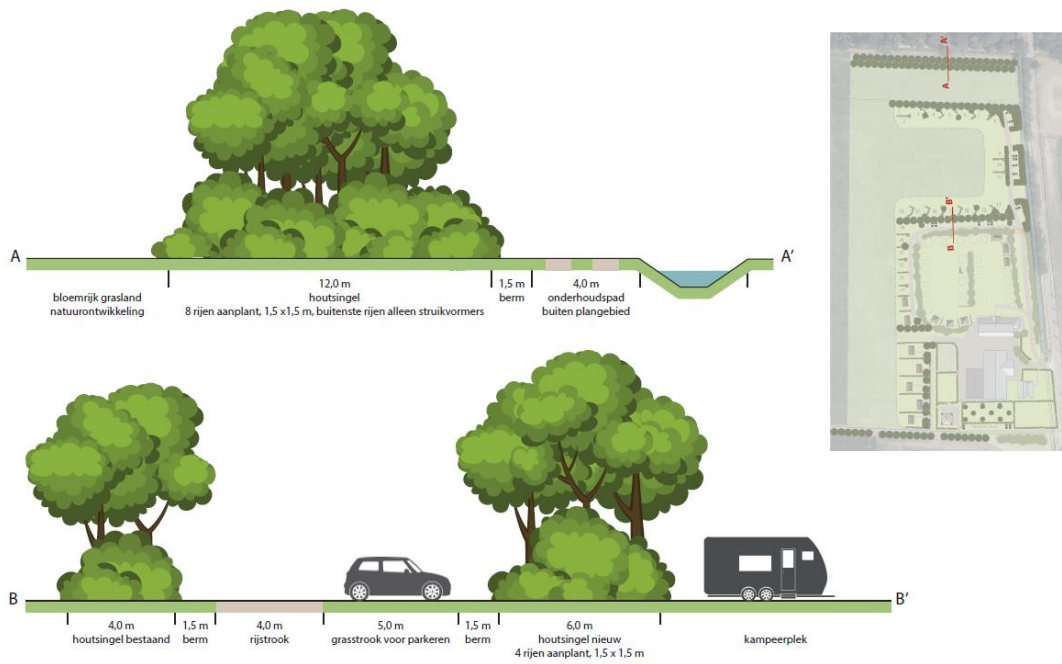 A
A'
bloemrijk grasland
natuurontwikkeling
12,0 m
houtsingel
8 rijen aanplant, 1,5 x1,5 m, buitenste rijen alleen struikvormers
1,5 m
berm
4,0 m
onderhoudspad
buiten plangebied
B
B'
4,0 m
houtsingel bestaand
1,5 m
berm
4,0 m
rijstrook
5,0 m
grasstrook voor parkeren
1,5 m
berm
6,0 m
houtsingel nieuw
4 rijen aanplant, 1,5 x 1,5 m
kampeerplek
A'
A
B'
B